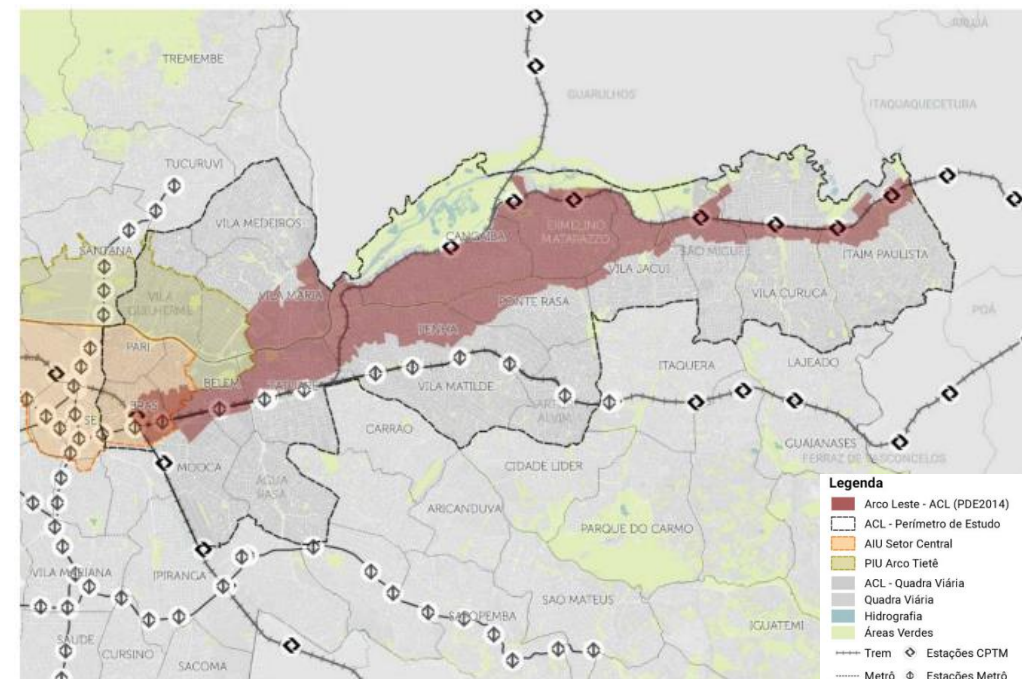 TREMEMBE
ARUJÁ
GUARULHOS
ITAQUAQUECETUBA
TUCURUVI
VILA MEDEIROS
SANTANA
CANGAIBA
ERMELINO
MATARAZZO
SÃO MIGUEL
ITAIM PAULISTA
VILA JACUI
VILA
GUILHERME
VILA MARIA
VILA CURUCA
PONTE RASA
POÁ
PARI
PENHA
BELEM
TATUAPE
ITAQUERA
LAJEADO
VILA MATILDE
BRAS
SE
ARTUR
ALVIM
CARRAO
GUAIANASES
FERRAZ DE VASCONCELOS
MOOCA
CIDADE LIDER
AGUA
RASA
ARICANDUVA
PARQUE DO CARMO
VILA MARIANA
IPIRANGA
SAO MATEUS
SAPOPEMBA
IGUATEMI
SAUDE
CURSINO
SACOMA
Legenda
Arco Leste - ACL (PDE2014)
ACL - Perímetro de Estudo
AIU Setor Central
PIU Arco Tietê
ACL - Quadra Viária
Quadra Viária
Hidrografia
Áreas Verdes
Trem Estações CPTM
Metrô Estações Metrô